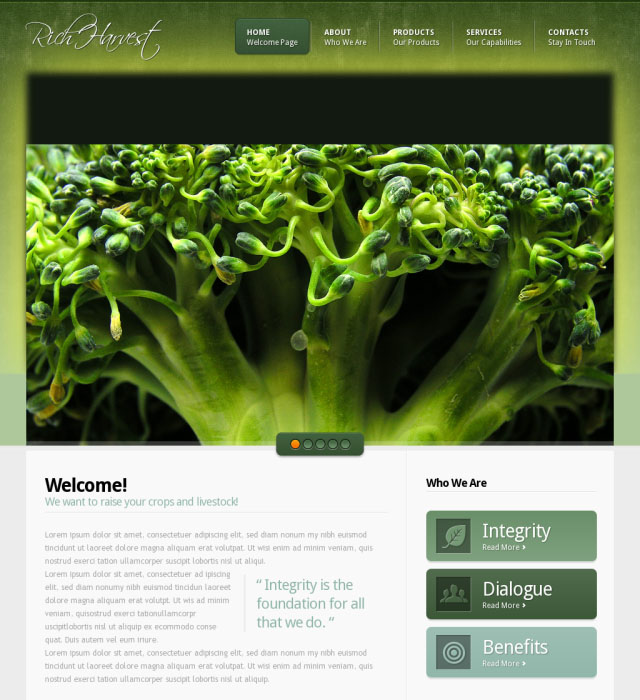 Rich Harvest
HOME
Welcome Page
ABOUT
Who We Are
PRODUCTS
Our Products
SERVICES
Our Capabilities
CONTACTS
Stay In Touch
Welcome!
We want to raise your crops and livestock!
Lorem ipsum dolor sit amet, consectetuer adipiscing elit, sed diam nonum my nibh euismod
tincidunt ut laoreet dolore magna aliquam erat volutpat. Ut wisi enim ad minim veniam, quis
nostrud exerci tation ullamcorper suscipit lobortis nisl ut aliqui.
Lorem ipsum dolor sit amet, consectetuer ad ipiscing
elit, sed diam nonumy nibh euismod tincidun laoreet
dolore magna aliquam erat volutpat. Ut wis ad minim
veniam, quisostrud exerci tationullamcorpr
uscipitlobortis nisl ut aliquip ex ecommodo conse
quat. Duis autem vel eum iriure.
“ Integrity is the
foundation for all
that we do. “
Lorem ipsum dolor sit amet, consectetuer adipiscing elit, sed diam nonum my nibh euismod
tincidunt ut laoreet dolore magna aliquam erat volutpat. Ut wisi enim ad minim veniam, quis
nostrud exerci tation ullamcorper suscipit lobortis nisl ut aliquip.
Who We Are
Integrity
Read More
Dialogue
Read More
Benefits
Read More